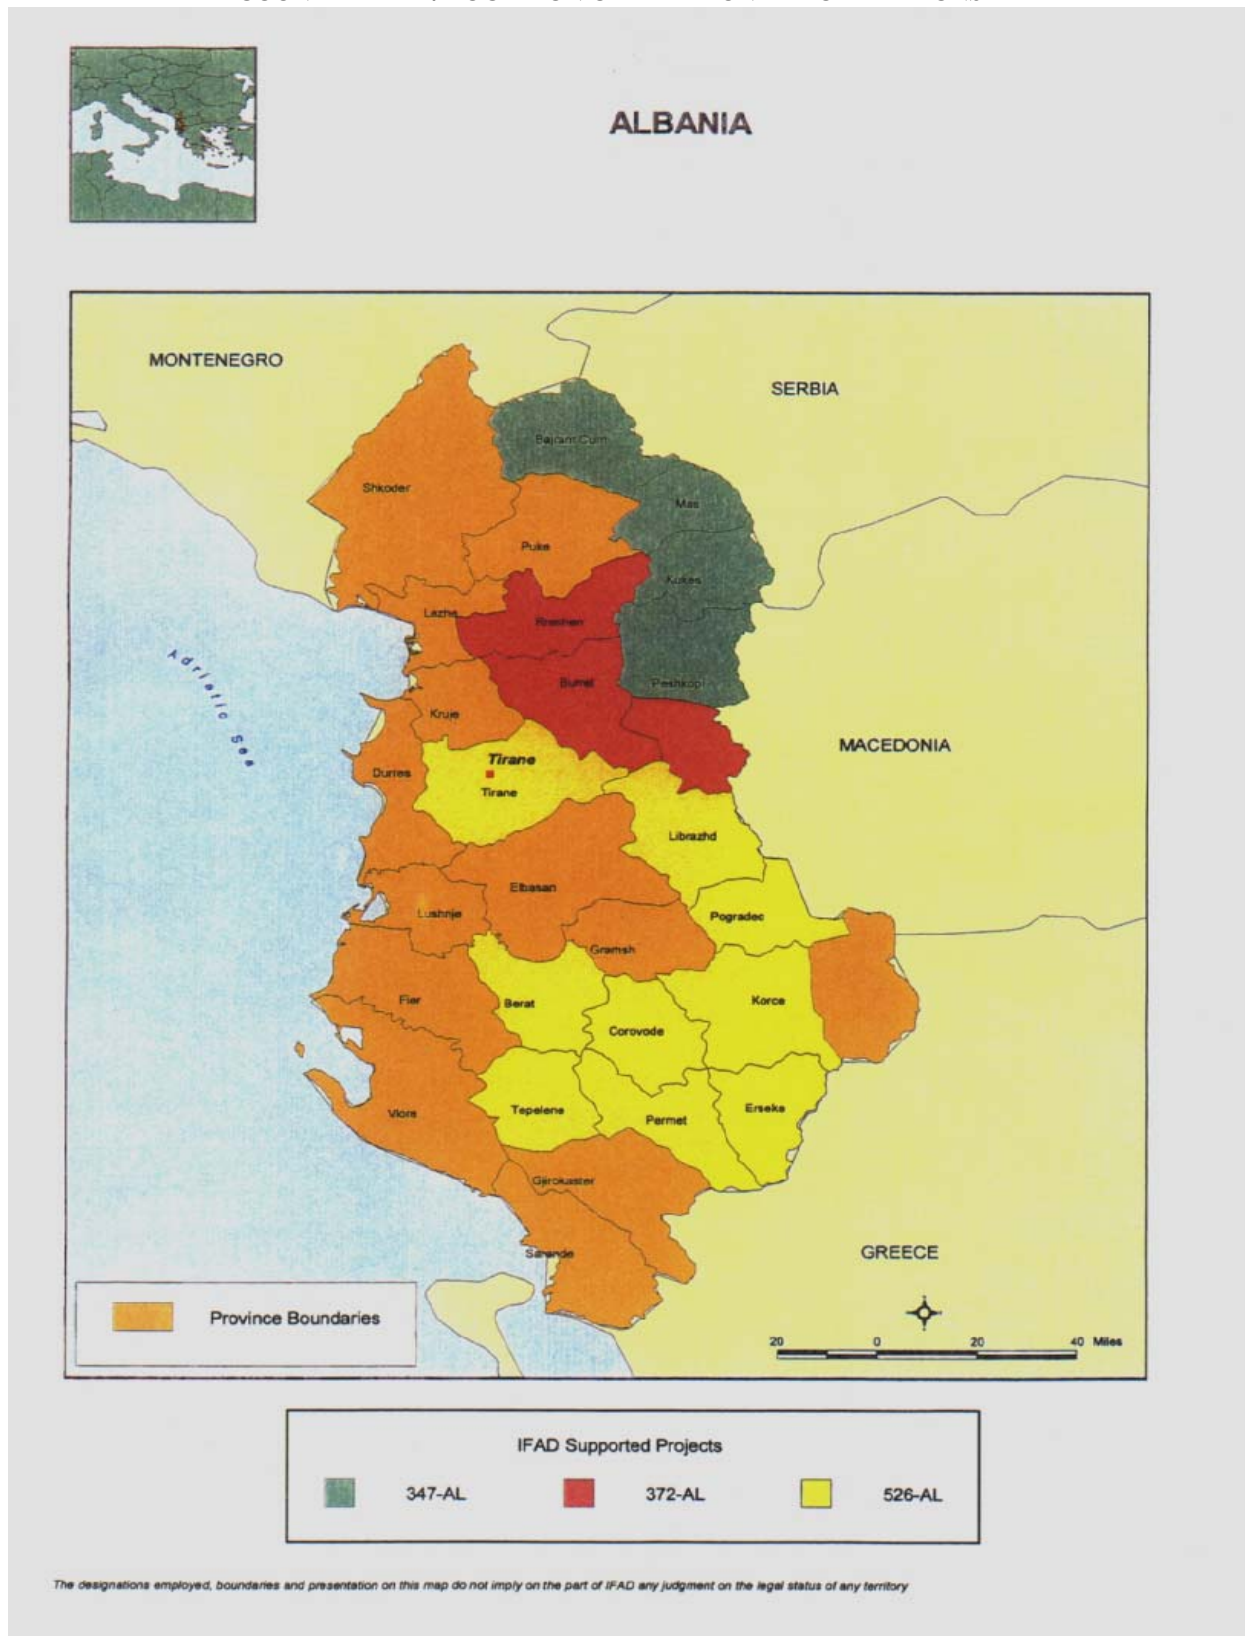 ALBANIA
MONTENEGRO
SERBIA
Bajram Curri
Shkoder
Mas
Puke
Kukes
Lezhe
Rreshen
Adriatic Sea
Burrel
Peshkopi
Kruje
MACEDONIA
Tirane
Durres
Tirane
Librazhd
Elbasan
Lushnje
Pogradec
Gramsh
Fier
Berat
Korce
Corovode
Vlore
Tepelene
Permet
Erseke
Gjirokaster
Sarande
GREECE
Province Boundaries
20 0 20 40 Miles
IFAD Supported Projects
347-AL 372-AL 526-AL
The designations employed, boundaries and presentation on this map do not imply on the part of IFAD any judgment on the legal status of any territory